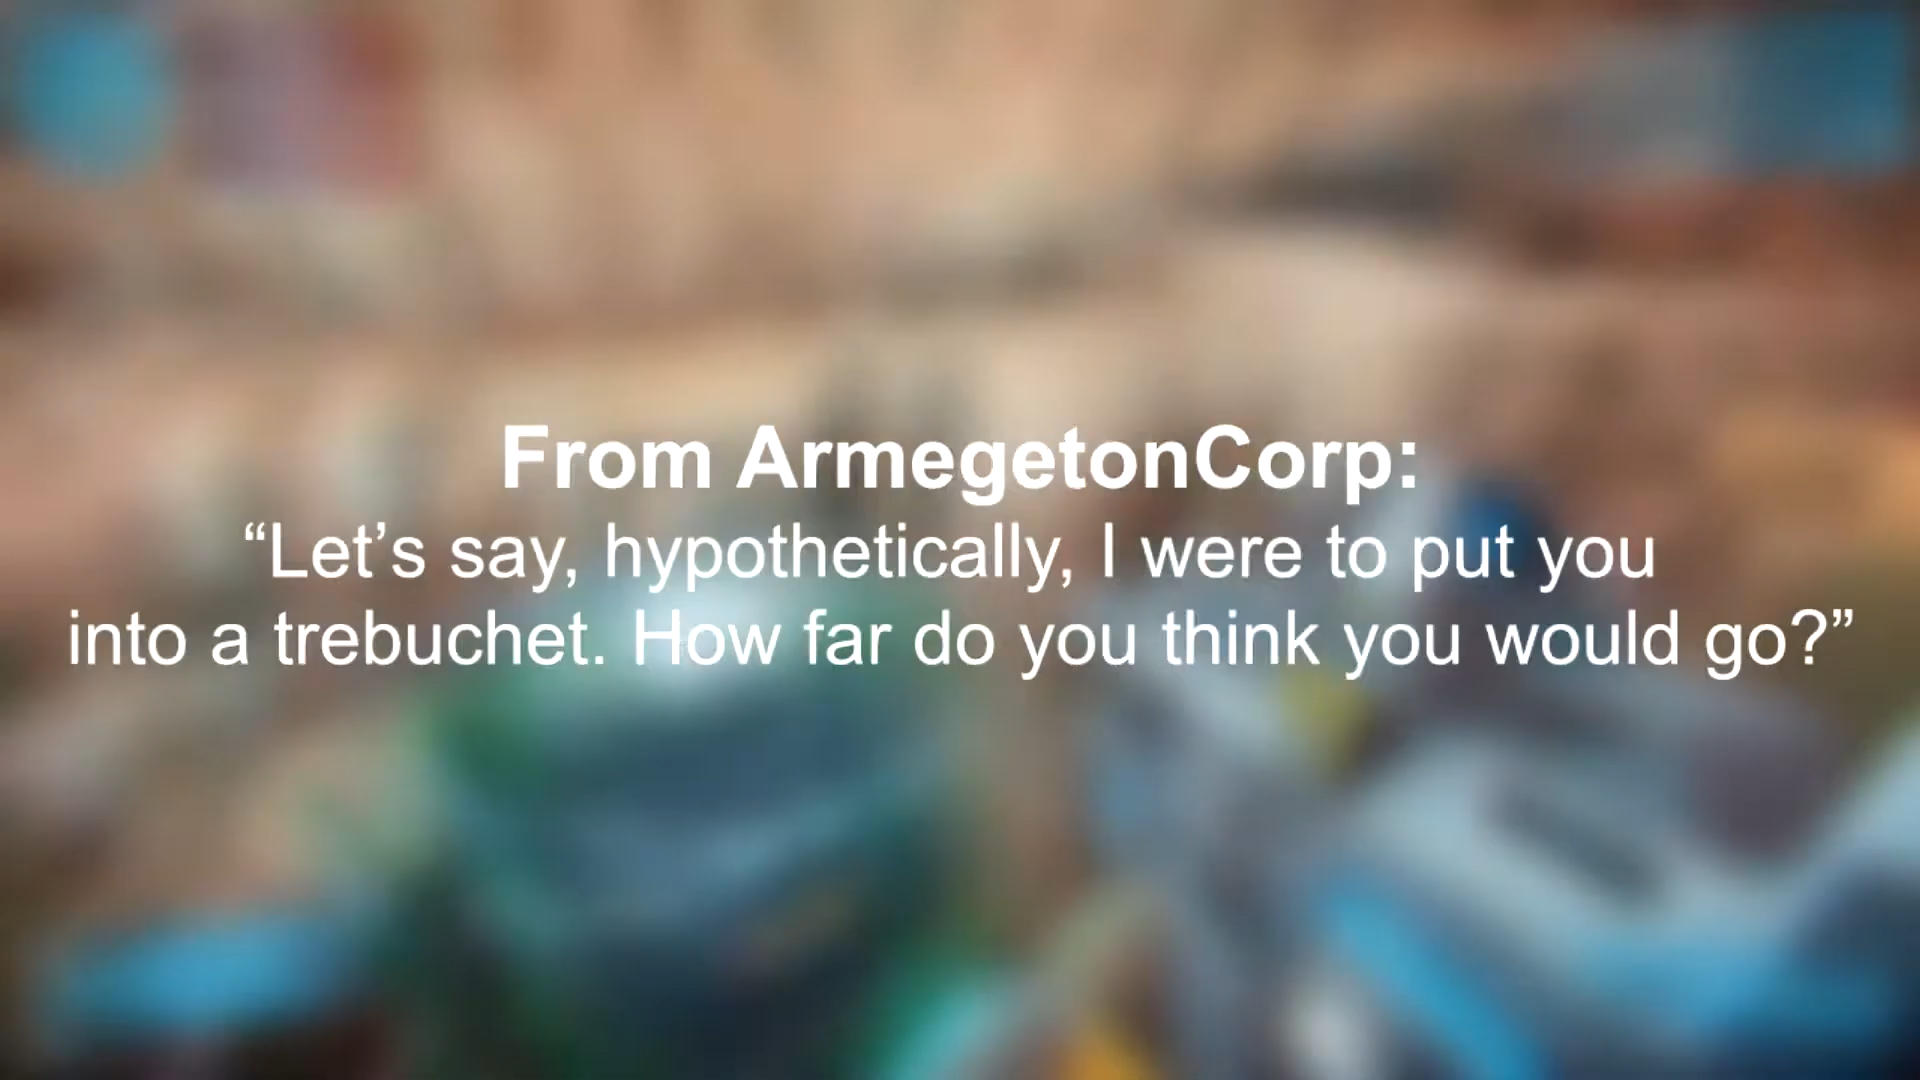 From ArmegetonCorp:
“Let’s say, hypothetically, I were to put you
into a trebuchet. How far do you think you would go?”